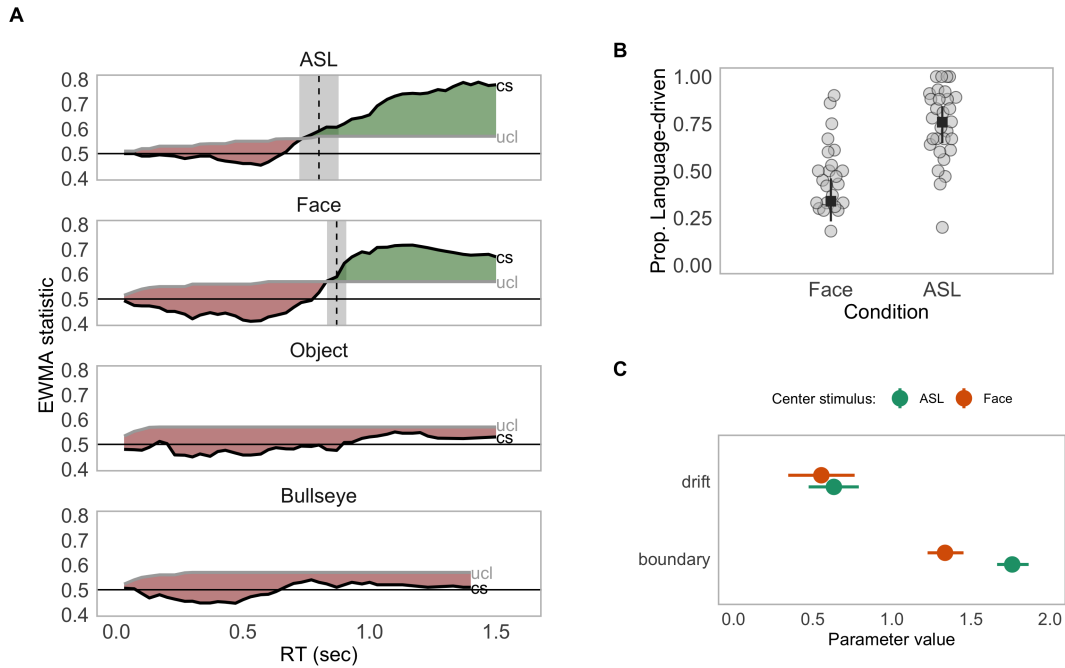 A
EWMA statistic
ASL
0.8
0.7
0.6
0.5
0.4
cs
ucl
Face
0.8
0.7
0.6
0.5
0.4
cs
ucl
Object
0.8
0.7
0.6
0.5
0.4
ucl
cs
Bullseye
0.8
0.7
0.6
0.5
0.4
ucl
cs
0.0 0.5 1.0 1.5
RT (sec)
B
Prop. Language-driven
1.00
0.75
0.50
0.25
0.00
Face ASL
Condition
C
Center stimulus: ASL Face
drift
boundary
0.0 0.5 1.0 1.5 2.0
Parameter value